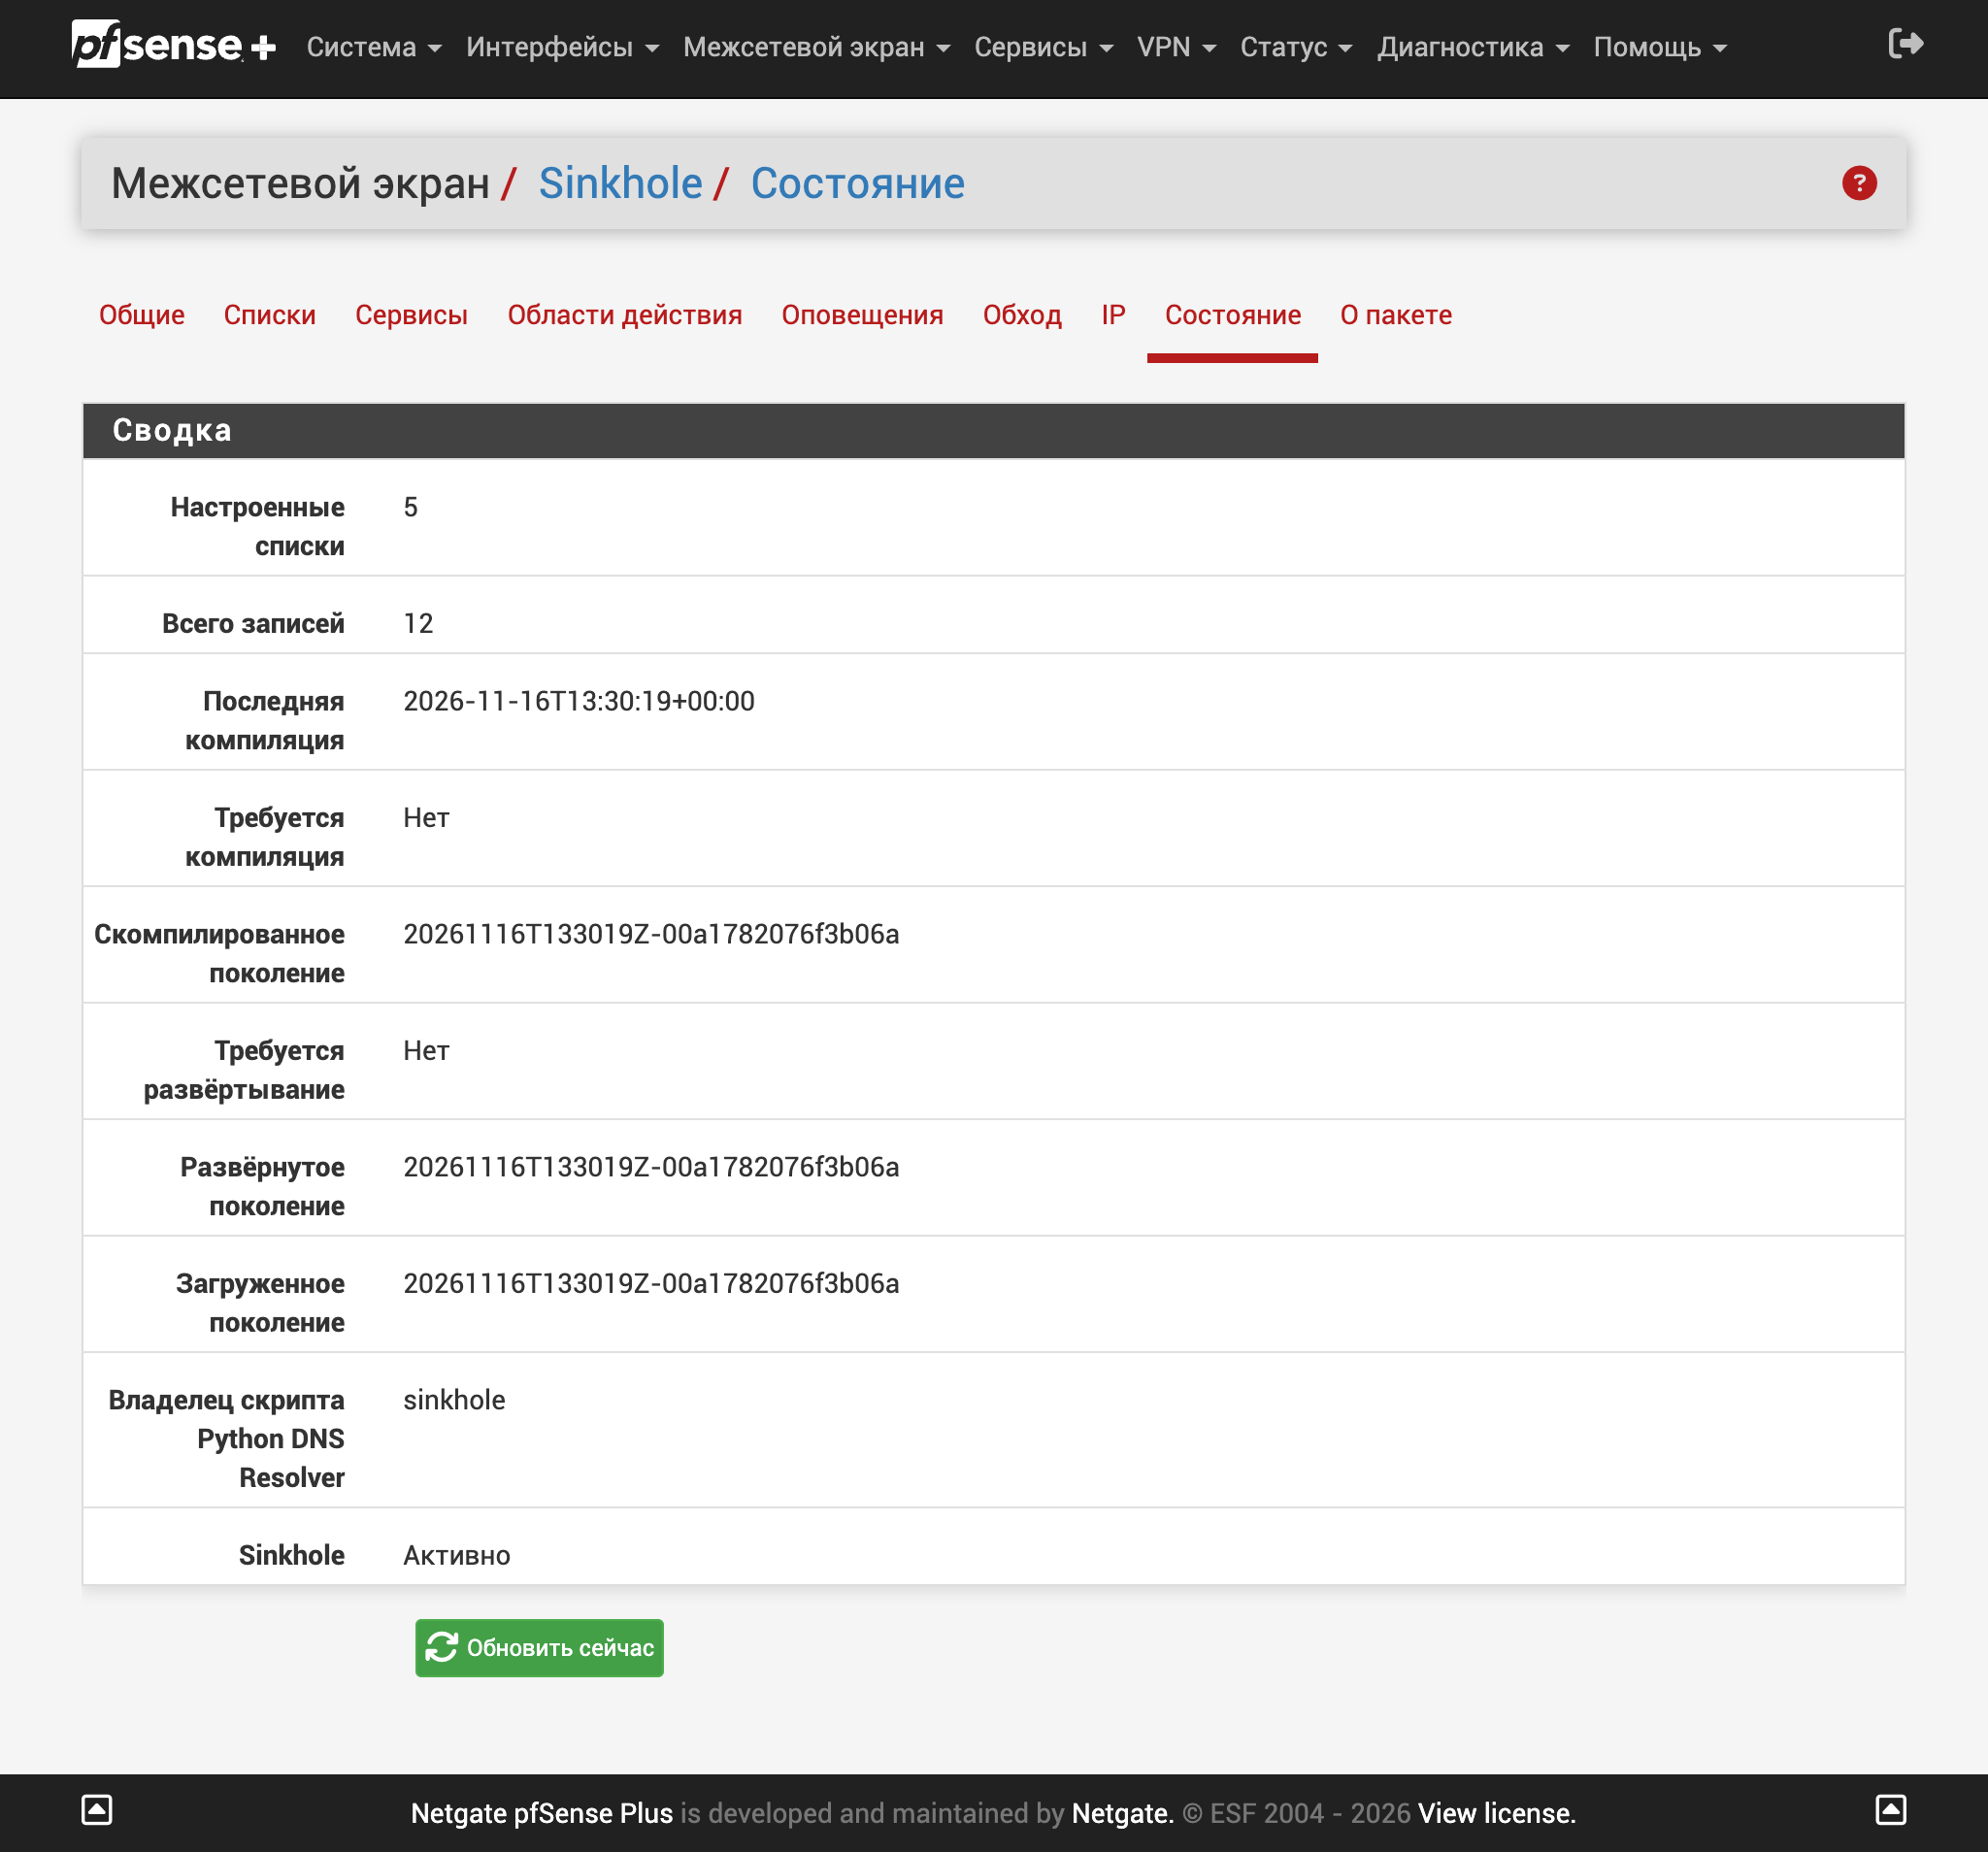 pfsense +
Система
Интерфейсы
Межсетевой экран
Сервисы
VPN
Статус
Диагностика
Помощь
Межсетевой экран / Sinkhole / Состояние
?
Общие
Списки
Сервисы
Области действия
Оповещения
Обход
IP
Состояние
О пакете
Сводка
Настроенные
списки
5
Всего записей
12
Последняя
компиляция
2026-11-16T13:30:19+00:00
Требуется
компиляция
Нет
Скомпилированное
поколение
20261116T133019Z-00a1782076f3b06a
Требуется
развёртывание
Нет
Развёрнутое
поколение
20261116T133019Z-00a1782076f3b06a
Загруженное
поколение
20261116T133019Z-00a1782076f3b06a
Владелец скрипта
Python DNS
Resolver
sinkhole
Sinkhole
Активно
Обновить сейчас
Netgate pfSense Plus is developed and maintained by Netgate. © ESF 2004 - 2026 View license.